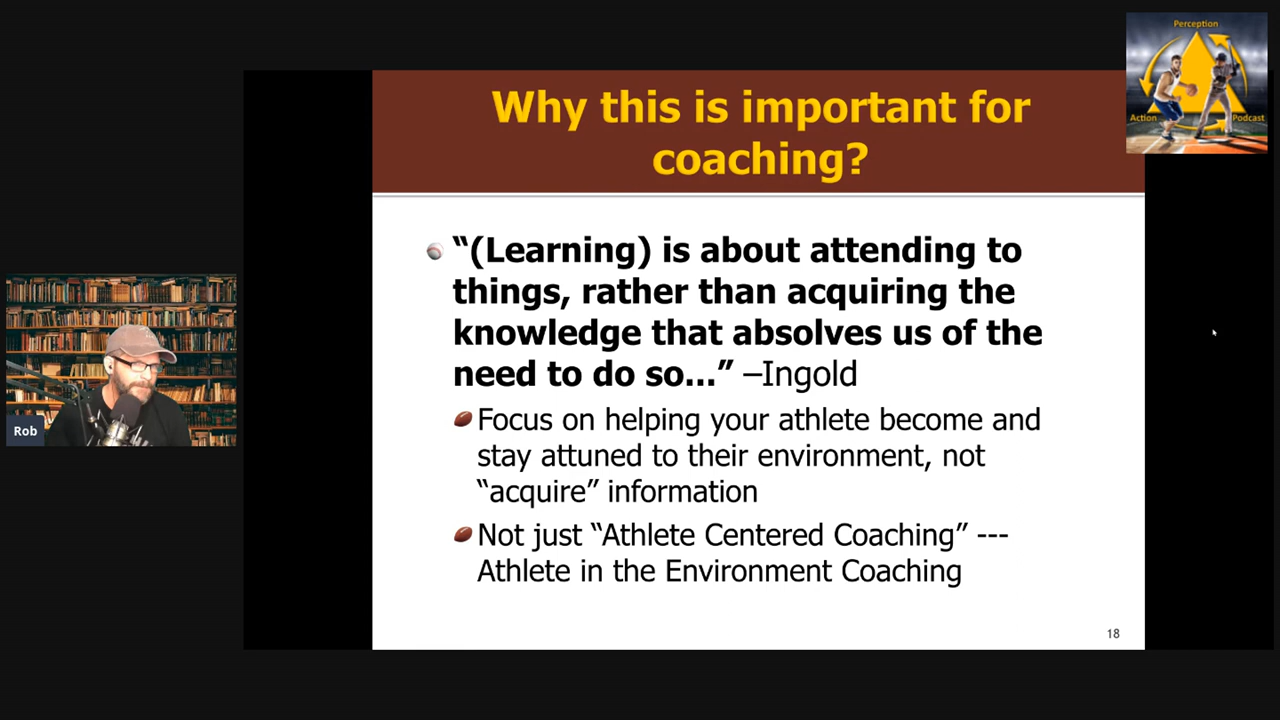 Perception
Action
Podcast
Why this is important for
coaching?
“(Learning) is about attending to
things, rather than acquiring the
knowledge that absolves us of the
need to do so…” –Ingold
Focus on helping your athlete become and
stay attuned to their environment, not
“acquire” information
Not just “Athlete Centered Coaching” ---
Athlete in the Environment Coaching
18
Rob